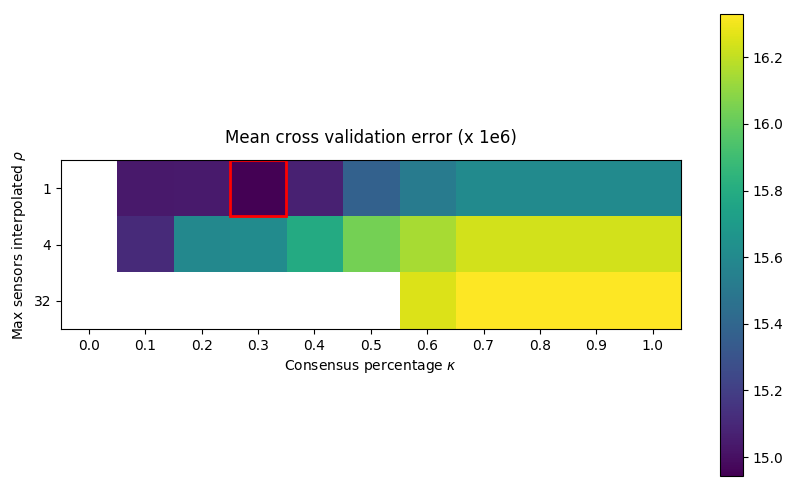 Mean cross validation error (x 1e6)
Max sensors interpolated ρ
1
4
32
0.0 0.1 0.2 0.3 0.4 0.5 0.6 0.7 0.8 0.9 1.0
Consensus percentage κ
16.2
16.0
15.8
15.6
15.4
15.2
15.0